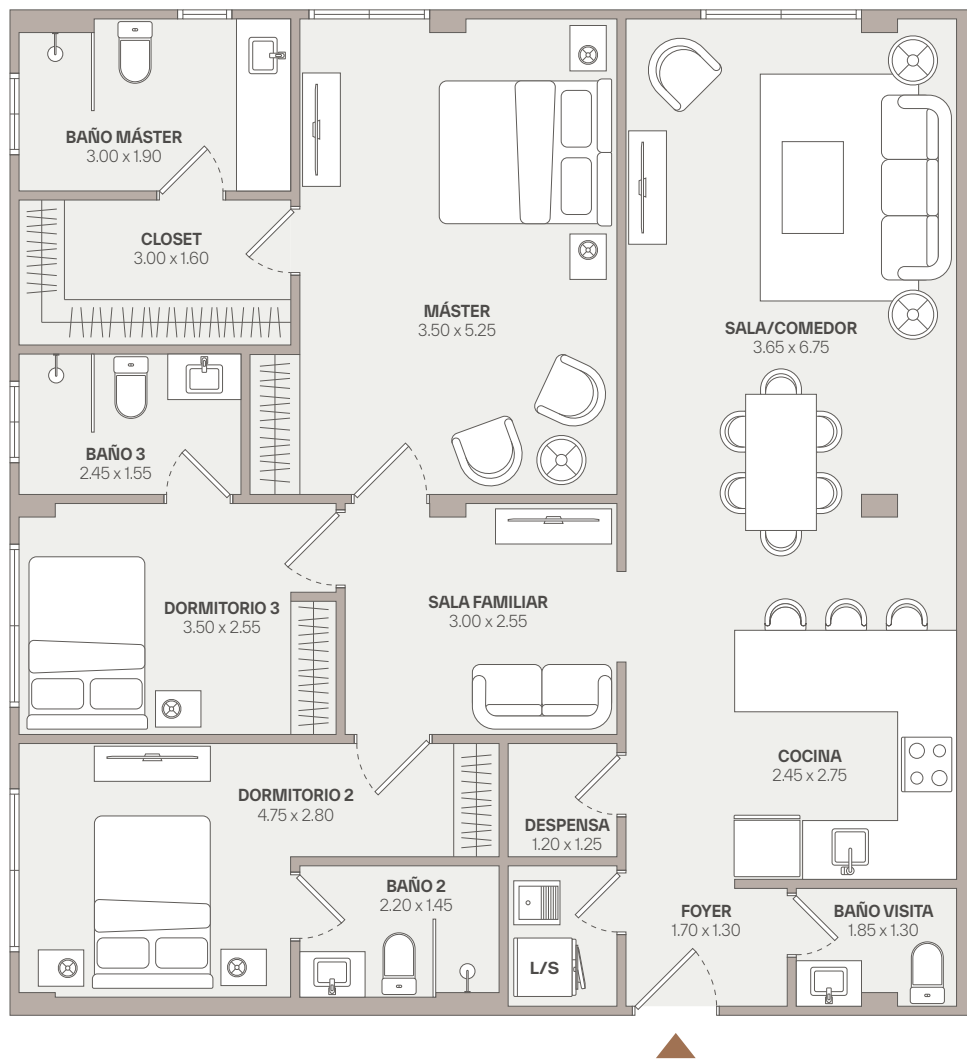 BAÑO MÁSTER
3.00 x 1.90
CLOSET
3.00 x 1.60
MÁSTER
3.50 x 5.25
SALA/COMEDOR
3.65 x 6.75
BAÑO 3
2.45 x 1.55
DORMITORIO 3
3.50 x 2.55
SALA FAMILIAR
3.00 x 2.55
COCINA
2.45 x 2.75
DORMITORIO 2
4.75 x 2.80
DESPENSA
1.20 x 1.25
BAÑO 2
2.20 x 1.45
FOYER
1.70 x 1.30
BAÑO VISITA
1.85 x 1.30
L/S